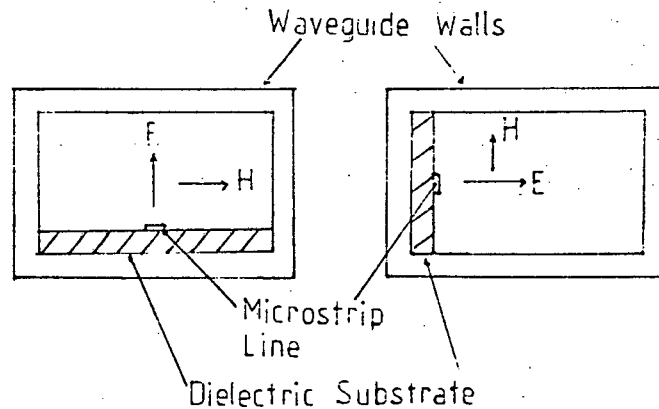 Waveguide Walls
E
H
H
E
Microstrip
Line
Dielectric Substrate